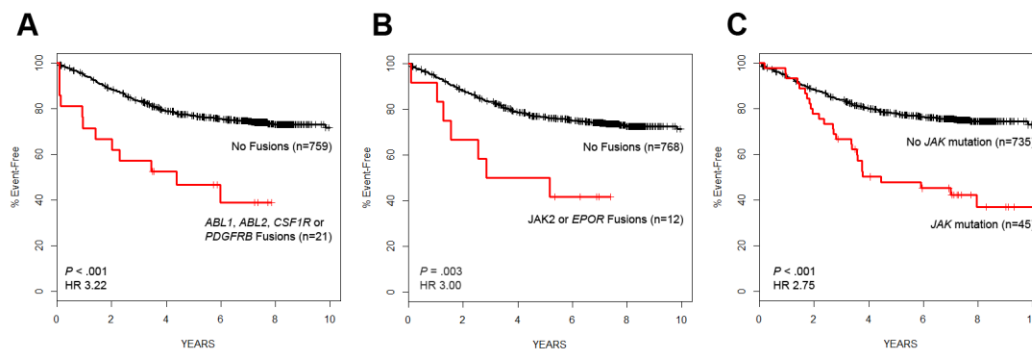 A
% Event-Free
100
80
60
40
20
0
No Fusions (n=759)
ABL1, ABL2, CSF1R or
PDGFRB Fusions (n=21)
P < .001
HR 3.22
0 2 4 6 8 10
YEARS
B
% Event-Free
100
80
60
40
20
0
No Fusions (n=768)
JAK2 or EPOR Fusions (n=12)
P = .003
HR 3.00
0 2 4 6 8 10
YEARS
C
% Event-Free
100
80
60
40
20
0
No JAK mutation (n=735)
JAK mutation (n=45)
P < .001
HR 2.75
0 2 4 6 8 10
YEARS